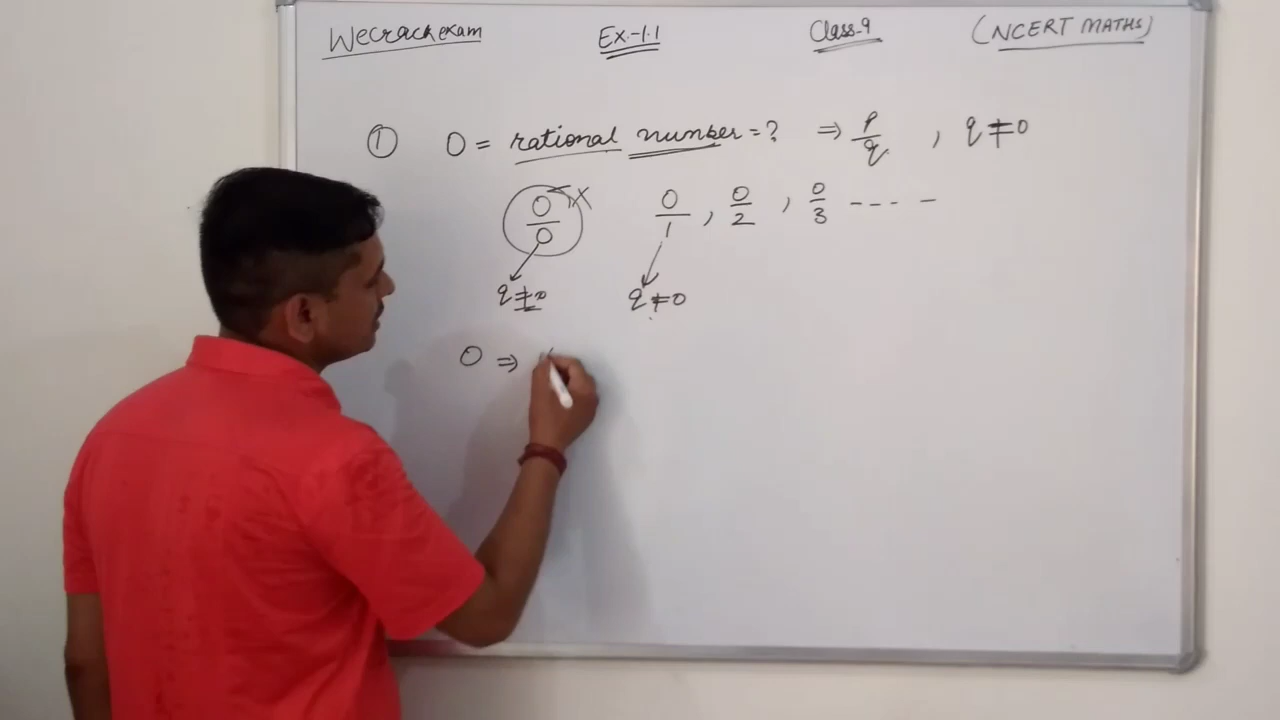 Wecrackexam Ex.-1.1 Class-9 (NCERT MATHS)
① 0 = rational number = ? ⇒ p/q , q ≠ 0
0/0 × 0/1 , 0/2 , 0/3 ---- -
q ≠ 0 q ≠ 0
0 ⇒